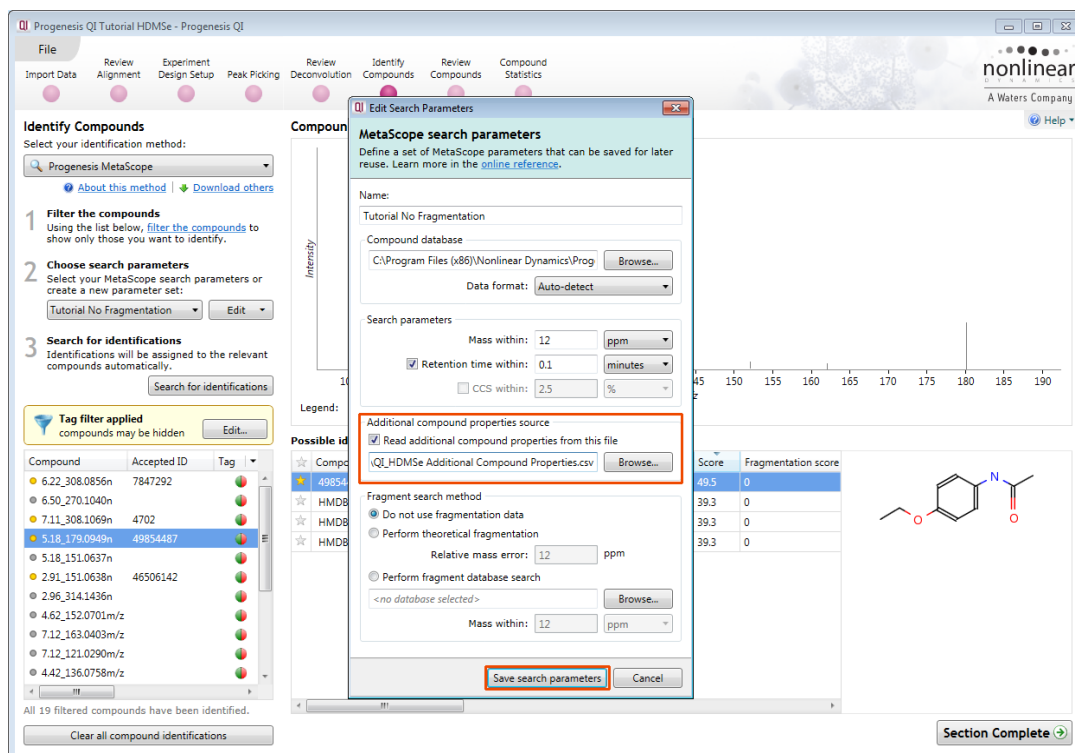 Progenesis QI Tutorial HDMSe - Progenesis QI
File
Import Data
Review Alignment
Experiment Design Setup
Peak Picking
Review Deconvolution
Identify Compounds
Review Compounds
Compound Statistics
nonlinear
DYNAMICS
A Waters Company
Help
Identify Compounds
Select your identification method:
Progenesis MetaScope
About this method
Download others
1
Filter the compounds
Using the list below, filter the compounds to
show only those you want to identify.
2
Choose search parameters
Select your MetaScope search parameters or
create a new parameter set:
Tutorial No Fragmentation
Edit
3
Search for identifications
Identifications will be assigned to the relevant
compounds automatically.
Search for identifications
Tag filter applied
compounds may be hidden
Edit...
Compound Accepted ID Tag
6.22_308.0856n 7847292
6.50_270.1040n
7.11_308.1069n 4702
5.18_179.0949n 49854487
5.18_151.0637n
2.91_151.0638n 46506142
2.96_314.1436n
4.62_152.0701m/z
7.12_163.0403m/z
7.12_121.0290m/z
4.42_136.0758m/z
All 19 filtered compounds have been identified.
Clear all compound identifications
Compoun
Intensity
10
45 150 155 160 165 170 175 180 185 190
z
Legend:
Possible id
Compo
Score
Fragmentation score
49854 49.5 0
HMDB 39.3 0
HMDB 39.3 0
HMDB 39.3 0
N
O
O
Section Complete
Edit Search Parameters
MetaScope search parameters
Define a set of MetaScope parameters that can be saved for later
reuse. Learn more in the online reference.
Name:
Tutorial No Fragmentation
Compound database
C:\Program Files (x86)\Nonlinear Dynamics\Prog
Browse...
Data format: Auto-detect
Search parameters
Mass within: 12 ppm
Retention time within: 0.1 minutes
CCS within: 2.5 %
Additional compound properties source
Read additional compound properties from this file
\QI_HDMSe Additional Compound Properties.csv
Browse...
Fragment search method
Do not use fragmentation data
Perform theoretical fragmentation
Relative mass error: 12 ppm
Perform fragment database search
<no database selected>
Browse...
Mass within: 12 ppm
Save search parameters
Cancel